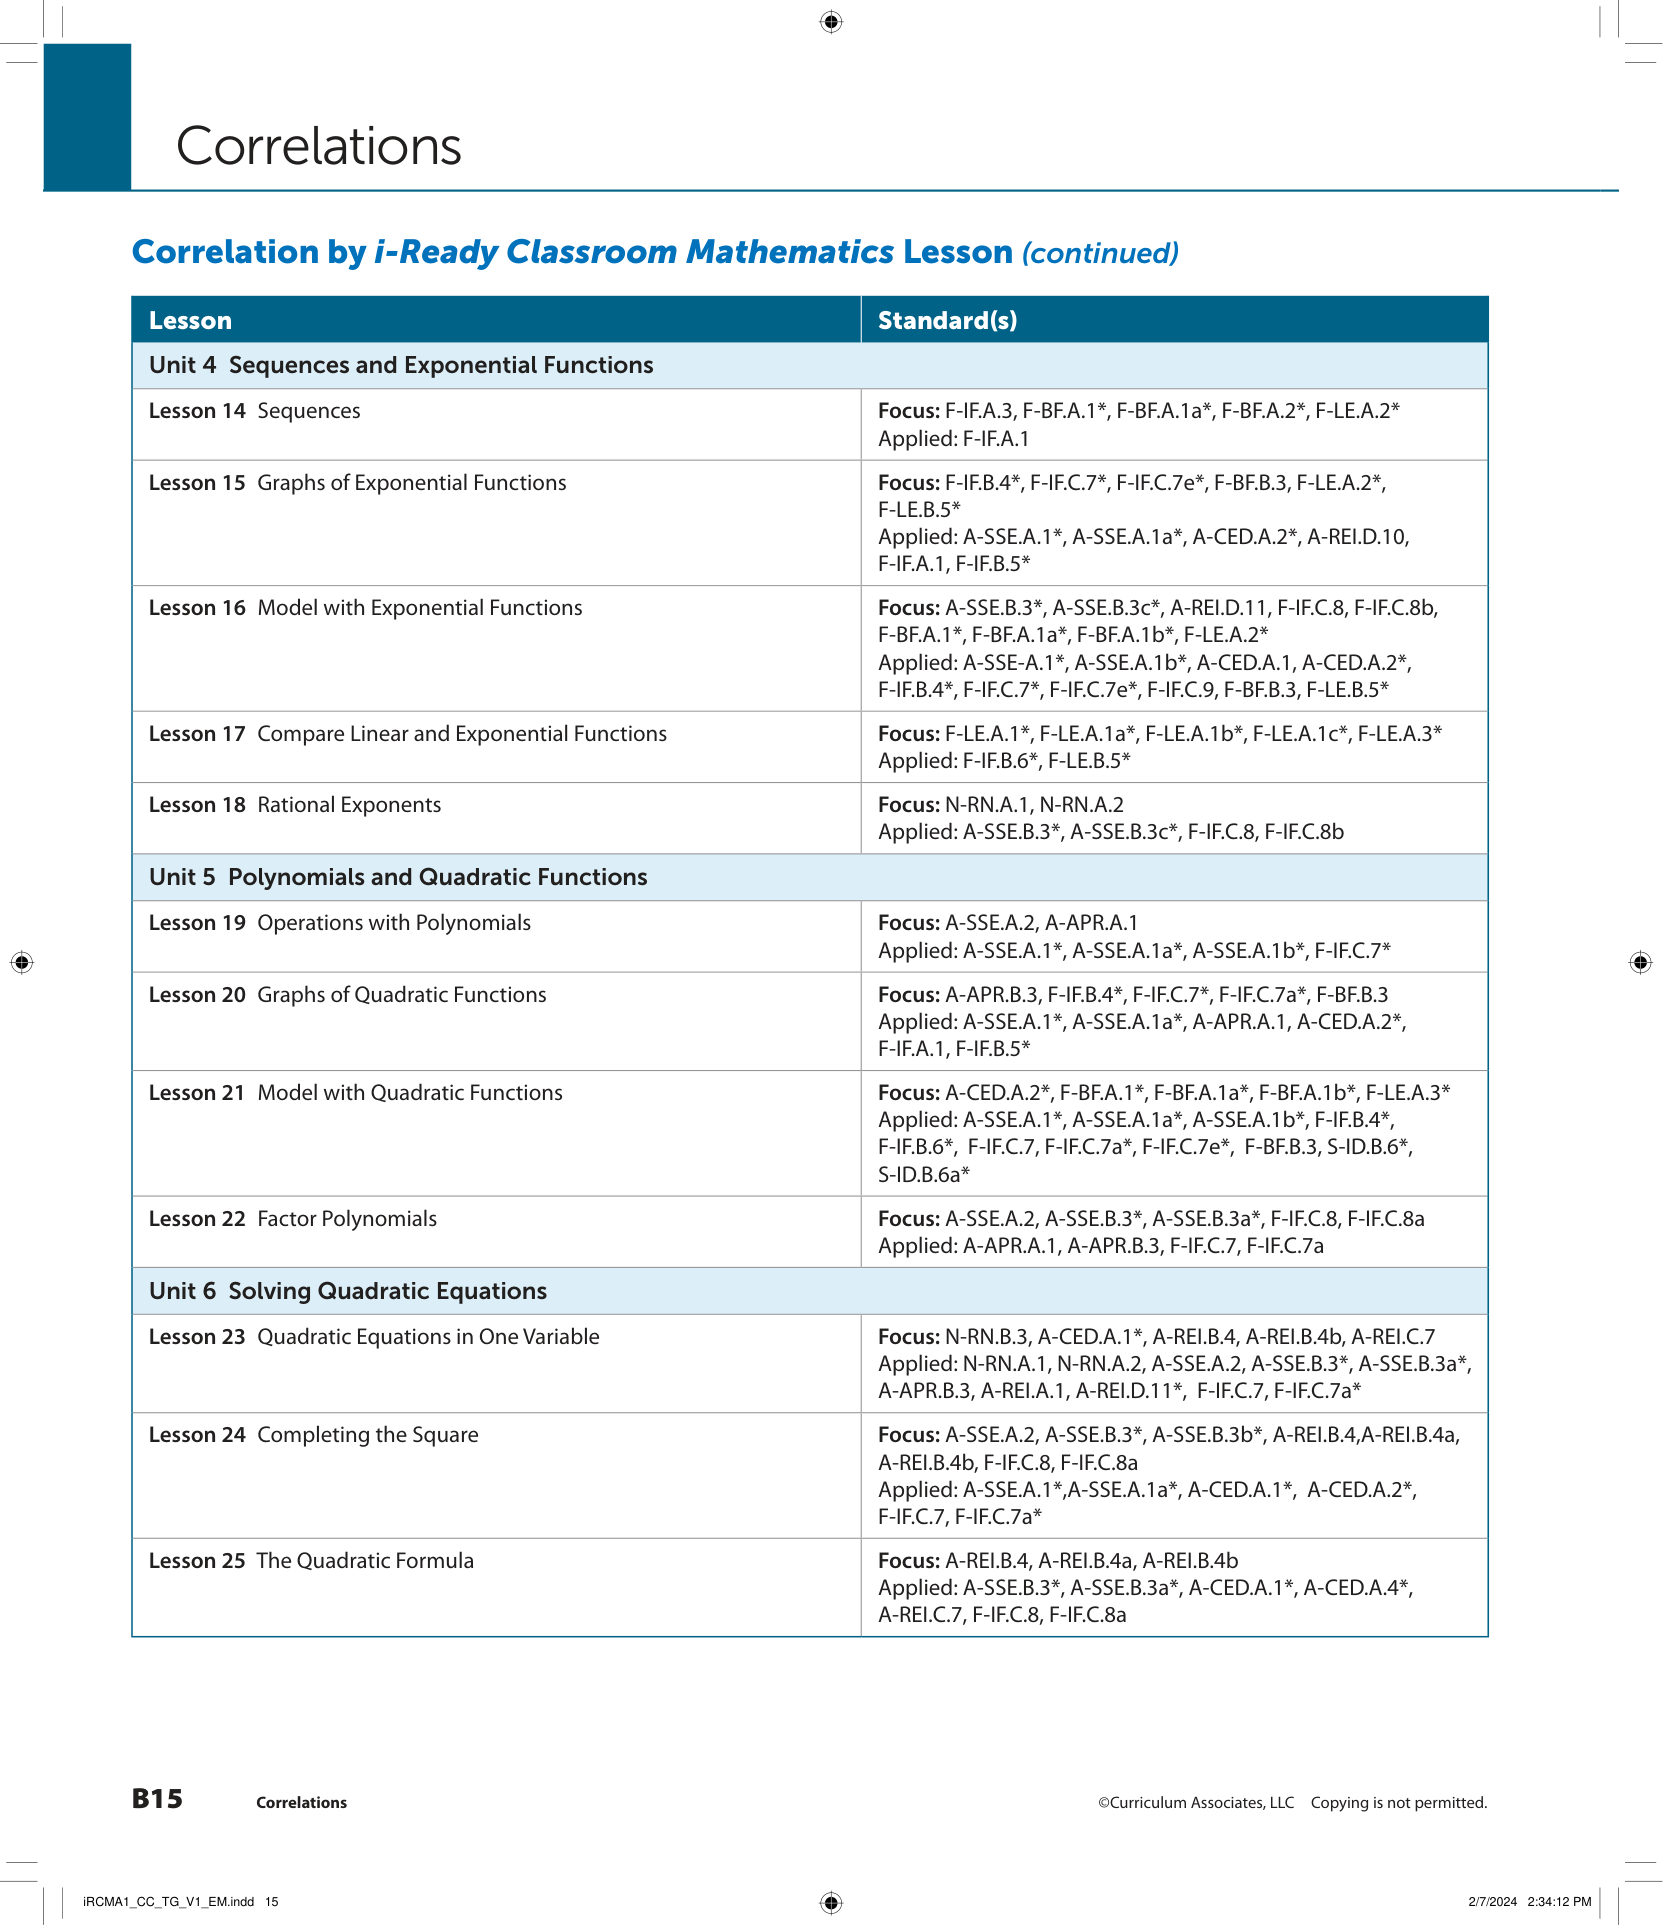 Correlations
Correlation by i-Ready Classroom Mathematics Lesson (continued)
Lesson Standard(s)
Unit 4 Sequences and Exponential Functions
Lesson 14 Sequences
Focus: F-IF.A.3, F-BF.A.1*, F-BF.A.1a*, F-BF.A.2*, F-LE.A.2*
Applied: F-IF.A.1
Lesson 15 Graphs of Exponential Functions
Focus: F-IF.B.4*, F-IF.C.7*, F-IF.C.7e*, F-BF.B.3, F-LE.A.2*,
F-LE.B.5*
Applied: A-SSE.A.1*, A-SSE.A.1a*, A-CED.A.2*, A-REI.D.10,
F-IF.A.1, F-IF.B.5*
Lesson 16 Model with Exponential Functions
Focus: A-SSE.B.3*, A-SSE.B.3c*, A-REI.D.11, F-IF.C.8, F-IF.C.8b,
F-BF.A.1*, F-BF.A.1a*, F-BF.A.1b*, F-LE.A.2*
Applied: A-SSE-A.1*, A-SSE.A.1b*, A-CED.A.1, A-CED.A.2*,
F-IF.B.4*, F-IF.C.7*, F-IF.C.7e*, F-IF.C.9, F-BF.B.3, F-LE.B.5*
Lesson 17 Compare Linear and Exponential Functions
Focus: F-LE.A.1*, F-LE.A.1a*, F-LE.A.1b*, F-LE.A.1c*, F-LE.A.3*
Applied: F-IF.B.6*, F-LE.B.5*
Lesson 18 Rational Exponents
Focus: N-RN.A.1, N-RN.A.2
Applied: A-SSE.B.3*, A-SSE.B.3c*, F-IF.C.8, F-IF.C.8b
Unit 5 Polynomials and Quadratic Functions
Lesson 19 Operations with Polynomials
Focus: A-SSE.A.2, A-APR.A.1
Applied: A-SSE.A.1*, A-SSE.A.1a*, A-SSE.A.1b*, F-IF.C.7*
Lesson 20 Graphs of Quadratic Functions
Focus: A-APR.B.3, F-IF.B.4*, F-IF.C.7*, F-IF.C.7a*, F-BF.B.3
Applied: A-SSE.A.1*, A-SSE.A.1a*, A-APR.A.1, A-CED.A.2*,
F-IF.A.1, F-IF.B.5*
Lesson 21 Model with Quadratic Functions
Focus: A-CED.A.2*, F-BF.A.1*, F-BF.A.1a*, F-BF.A.1b*, F-LE.A.3*
Applied: A-SSE.A.1*, A-SSE.A.1a*, A-SSE.A.1b*, F-IF.B.4*,
F-IF.B.6*, F-IF.C.7, F-IF.C.7a*, F-IF.C.7e*, F-BF.B.3, S-ID.B.6*,
S-ID.B.6a*
Lesson 22 Factor Polynomials
Focus: A-SSE.A.2, A-SSE.B.3*, A-SSE.B.3a*, F-IF.C.8, F-IF.C.8a
Applied: A-APR.A.1, A-APR.B.3, F-IF.C.7, F-IF.C.7a
Unit 6 Solving Quadratic Equations
Lesson 23 Quadratic Equations in One Variable
Focus: N-RN.B.3, A-CED.A.1*, A-REI.B.4, A-REI.B.4b, A-REI.C.7
Applied: N-RN.A.1, N-RN.A.2, A-SSE.A.2, A-SSE.B.3*, A-SSE.B.3a*,
A-APR.B.3, A-REI.A.1, A-REI.D.11*, F-IF.C.7, F-IF.C.7a*
Lesson 24 Completing the Square
Focus: A-SSE.A.2, A-SSE.B.3*, A-SSE.B.3b*, A-REI.B.4,A-REI.B.4a,
A-REI.B.4b, F-IF.C.8, F-IF.C.8a
Applied: A-SSE.A.1*,A-SSE.A.1a*, A-CED.A.1*, A-CED.A.2*,
F-IF.C.7, F-IF.C.7a*
Lesson 25 The Quadratic Formula
Focus: A-REI.B.4, A-REI.B.4a, A-REI.B.4b
Applied: A-SSE.B.3*, A-SSE.B.3a*, A-CED.A.1*, A-CED.A.4*,
A-REI.C.7, F-IF.C.8, F-IF.C.8a
B15 Correlations ©Curriculum Associates, LLC Copying is not permitted.
iRCMA1_CC_TG_V1_EM.indd 15 2/7/2024 2:34:12 PM